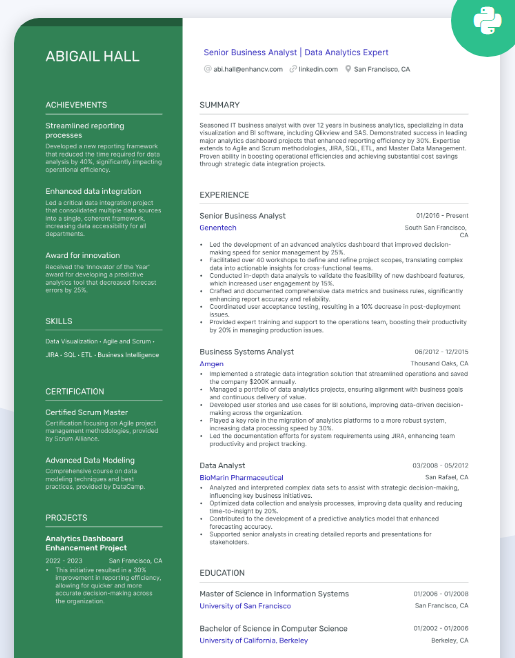 ABIGAIL HALL
ACHIEVEMENTS
Streamlined reporting
processes
Developed a new reporting framework
that reduced the time required for data
analysis by 40%, significantly impacting
operational efficiency.
Enhanced data integration
Led a critical data integration project
that consolidated multiple data sources
into a single, coherent framework,
increasing data accessibility for all
departments.
Award for innovation
Received the 'Innovator of the Year'
award for developing a predictive
analytics tool that decreased forecast
errors by 25%.
SKILLS
Data Visualization · Agile and Scrum ·
JIRA · SQL · ETL · Business Intelligence
CERTIFICATION
Certified Scrum Master
Certification focusing on Agile project
management methodologies, provided
by Scrum Alliance.
Advanced Data Modeling
Comprehensive course on data
modeling techniques and best
practices, provided by DataCamp.
PROJECTS
Analytics Dashboard
Enhancement Project
2022 - 2023 San Francisco, CA
• This initiative resulted in a 30%
improvement in reporting efficiency,
allowing for quicker and more
accurate decision-making across
the organization.
Senior Business Analyst | Data Analytics Expert
abi.hall@enhancv.com linkedin.com San Francisco, CA
SUMMARY
Seasoned IT business analyst with over 12 years in business analytics, specializing in data
visualization and BI software, including Qlikview and SAS. Demonstrated success in leading
major analytics dashboard projects that enhanced reporting efficiency by 30%. Expertise
extends to Agile and Scrum methodologies, JIRA, SQL, ETL, and Master Data Management.
Proven ability in boosting operational efficiencies and achieving substantial cost savings
through strategic data integration projects.
EXPERIENCE
Senior Business Analyst 01/2016 - Present
Genentech South San Francisco,
CA
• Led the development of an advanced analytics dashboard that improved decision-
making speed for senior management by 25%.
• Facilitated over 40 workshops to define and refine project scopes, translating complex
data into actionable insights for cross-functional teams.
• Conducted in-depth data analysis to validate the feasibility of new dashboard features,
which increased user engagement by 15%.
• Crafted and documented comprehensive data metrics and business rules, significantly
enhancing report accuracy and reliability.
• Coordinated user acceptance testing, resulting in a 10% decrease in post-deployment
issues.
• Provided expert training and support to the operations team, boosting their productivity
by 20% in managing production issues.
Business Systems Analyst 06/2012 - 12/2015
Amgen Thousand Oaks, CA
• Implemented a strategic data integration solution that streamlined operations and saved
the company $200K annually.
• Managed a portfolio of data analytics projects, ensuring alignment with business goals
and continuous delivery of value.
• Developed user stories and use cases for BI solutions, improving data-driven decision-
making across the organization.
• Played a key role in the migration of analytics platforms to a more robust system,
increasing data processing speed by 30%.
• Led the documentation efforts for system requirements using JIRA, enhancing team
productivity and project tracking.
Data Analyst 03/2008 - 05/2012
BioMarin Pharmaceutical San Rafael, CA
• Analyzed and interpreted complex data sets to assist with strategic decision-making,
influencing key business initiatives.
• Optimized data collection and analysis processes, improving data quality and reducing
time-to-insight by 20%.
• Contributed to the development of a predictive analytics model that enhanced
forecasting accuracy.
• Supported senior analysts in creating detailed reports and presentations for
stakeholders.
EDUCATION
Master of Science in Information Systems 01/2006 - 01/2008
University of San Francisco San Francisco, CA
Bachelor of Science in Computer Science 01/2002 - 01/2006
University of California, Berkeley Berkeley, CA